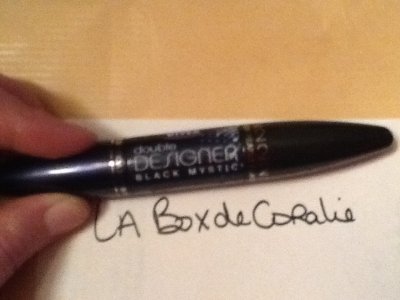 double
DESIGNER
BLACK MYSTIC
LA BoxdeCoralie